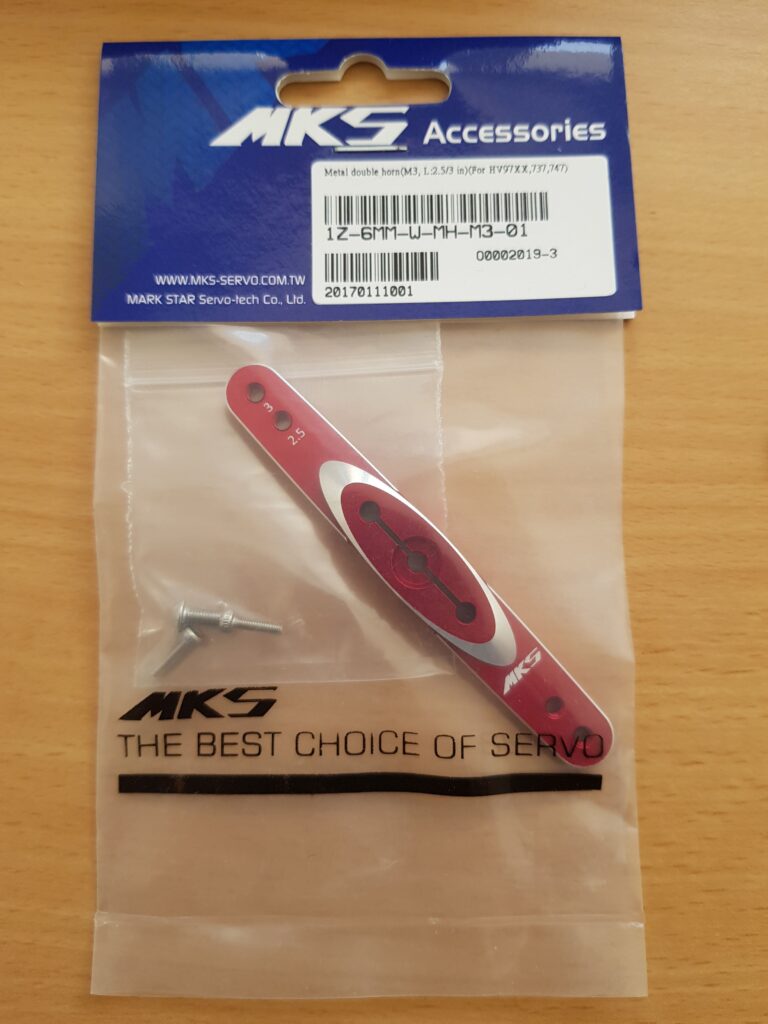 MKS Accessories
Metal double horn(M3, L:2.5/3 in)(For HV97XX,737,747)
1Z-6MM-W-MH-M3-01
O0002019-3
20170111001
WWW.MKS-SERVO.COM.TW
MARK STAR Servo-tech Co., Ltd.
3
2.5
MKS
MKS
THE BEST CHOICE OF SERVO